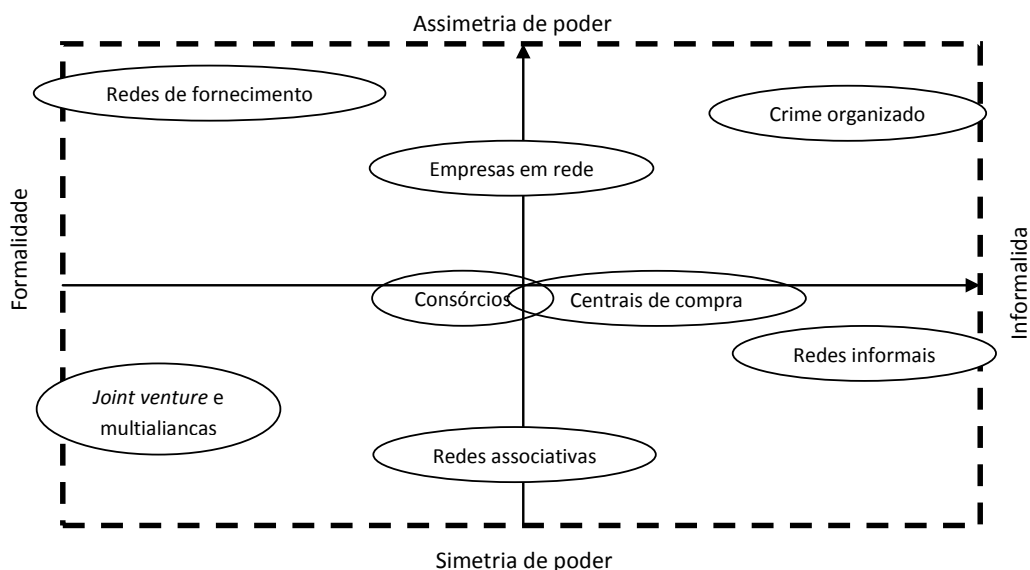 Assimetria de poder
Redes de fornecimento
Crime organizado
Empresas em rede
Formalidade
Informalida
Consórcios
Centrais de compra
Redes informais
Joint venture e
multialiancas
Redes associativas
Simetria de poder